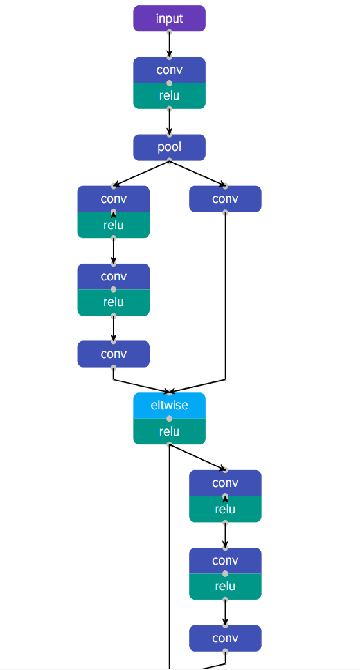 input
conv
relu
pool
conv
conv
relu
conv
relu
conv
eltwise
relu
conv
relu
conv
relu
conv